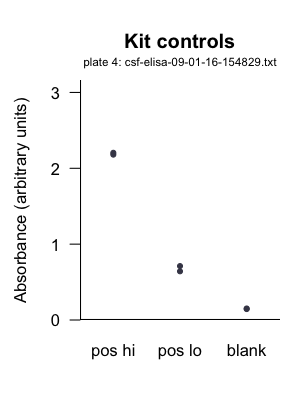 Kit controls
plate 4: csf-elisa-09-01-16-154829.txt
Absorbance (arbitrary units)
3
2
1
0
pos hi pos lo blank